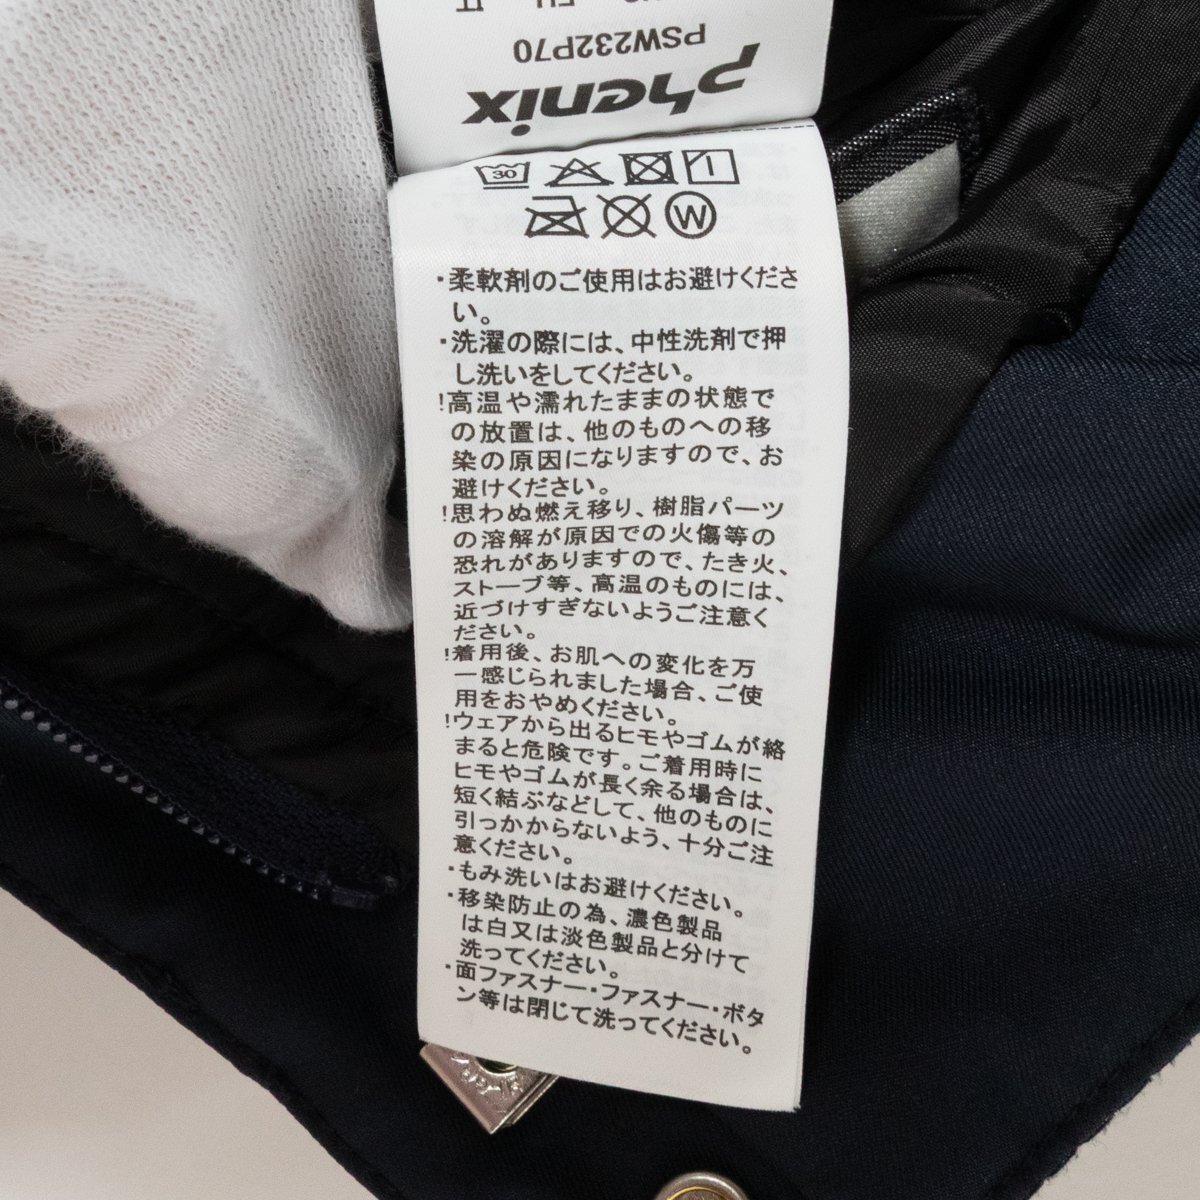 phenix
PSW232P70
30
W
・柔軟剤のご使用はお避けくださ
い。
・洗濯の際には、中性洗剤で押
し洗いをしてください。
!高温や濡れたままの状態で
の放置は、他のものへの移
染の原因になりますので、お
避けください。
!思わぬ燃え移り、樹脂パーツ
の溶解が原因での火傷等の
恐れがありますので、たき火、
ストーブ等、高温のものには、
近づけすぎないようご注意く
ださい。
!着用後、お肌への変化を万
一感じられました場合、ご使
用をおやめください。
!ウェアから出るヒモやゴムが絡
まると危険です。ご着用時に
ヒモやゴムが長く余る場合は、
短く結ぶなどして、他のものに
引っかからないよう、十分ご注
意ください。
・もみ洗いはお避けください。
・移染防止の為、濃色製品
は白又は淡色製品と分けて
洗ってください。
・面ファスナー・ファスナー・ボタ
ン等は閉じて洗ってください。